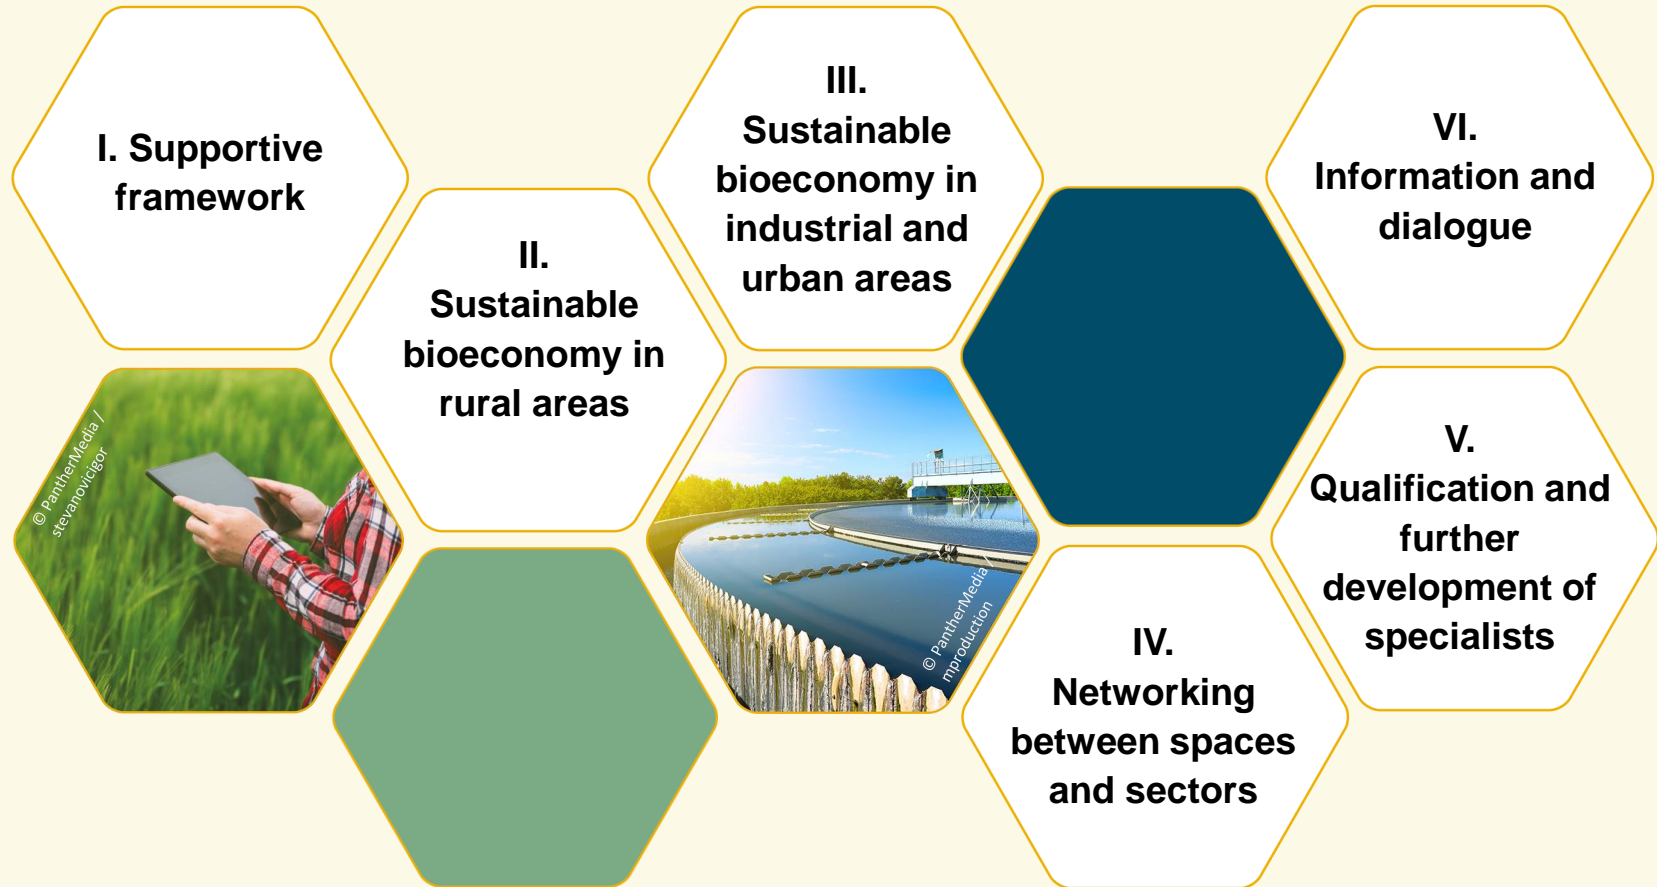 I. Supportive
framework
II.
Sustainable
bioeconomy in
rural areas
III.
Sustainable
bioeconomy in
industrial and
urban areas
IV.
Networking
between spaces
and sectors
V.
Qualification and
further
development of
specialists
VI.
Information and
dialogue
© PantherMedia /
stevanovicigor
© PantherMedia /
mproduction